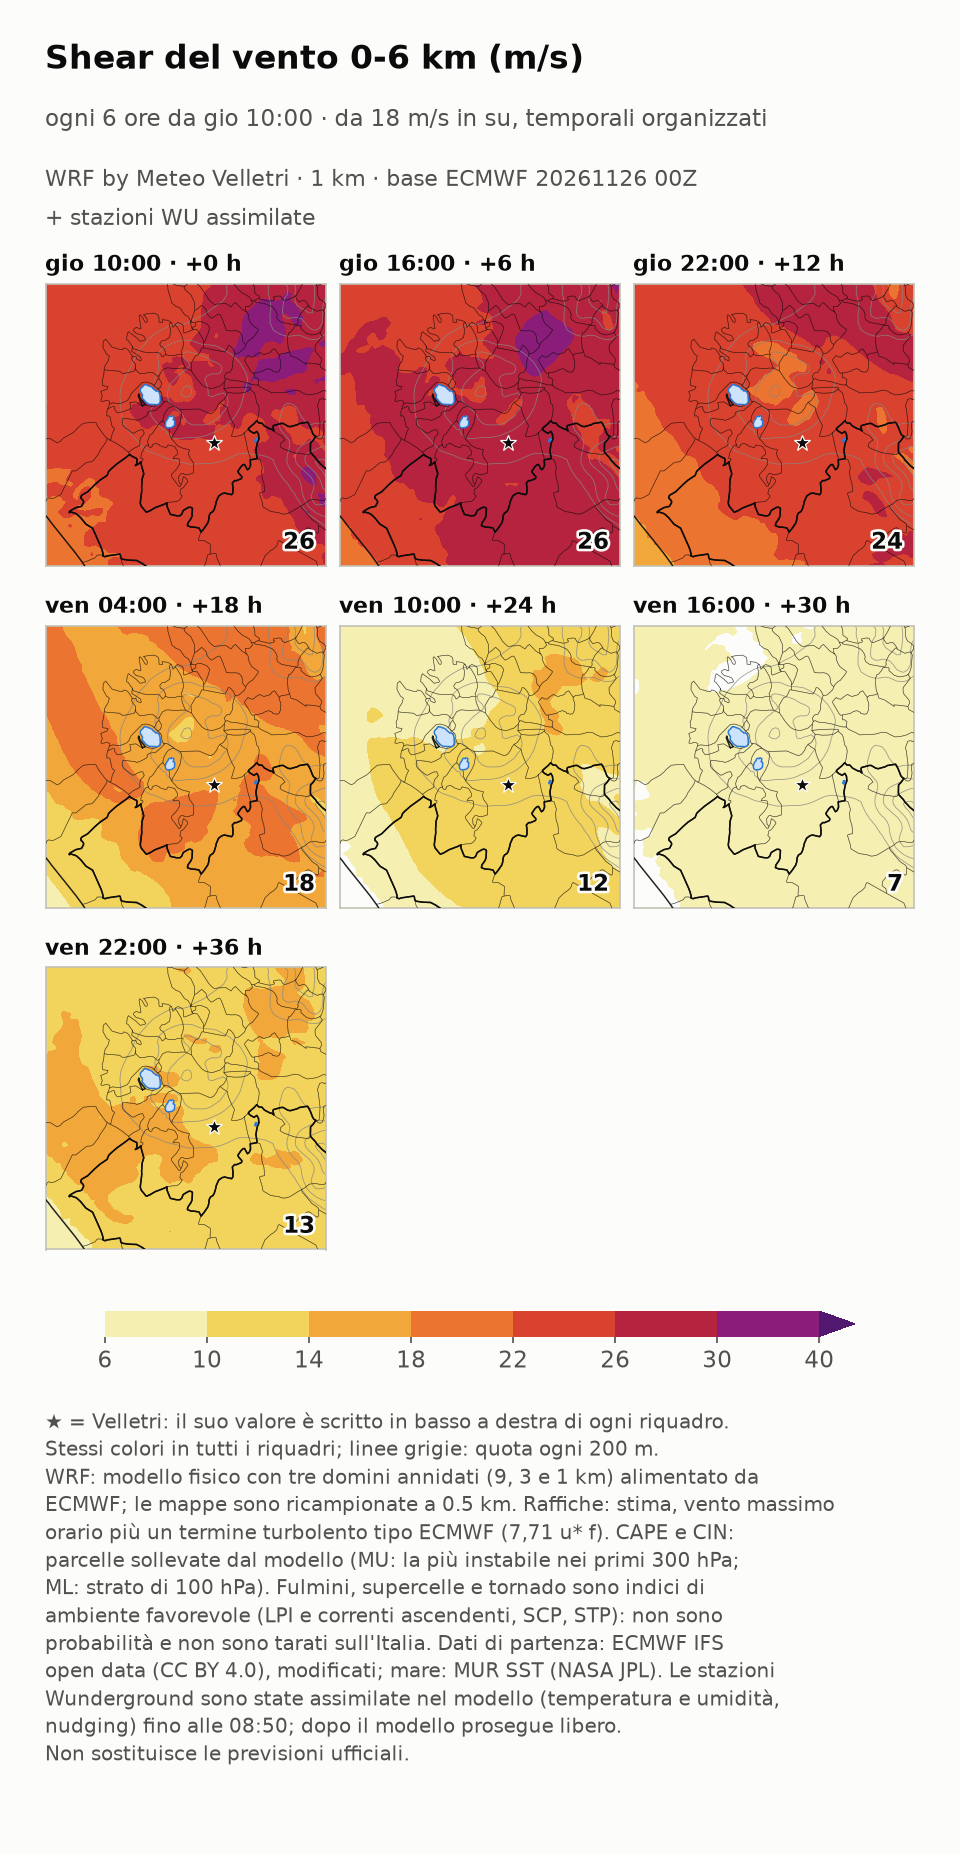 Shear del vento 0-6 km (m/s)
ogni 6 ore da gio 10:00 · da 18 m/s in su, temporali organizzati
WRF by Meteo Velletri · 1 km · base ECMWF 20261126 00Z
+ stazioni WU assimilate
gio 10:00 · +0 h
gio 16:00 · +6 h
gio 22:00 · +12 h
26
26
24
ven 04:00 · +18 h
ven 10:00 · +24 h
ven 16:00 · +30 h
18
12
7
ven 22:00 · +36 h
13
6 10 14 18 22 26 30 40
★ = Velletri: il suo valore è scritto in basso a destra di ogni riquadro.
Stessi colori in tutti i riquadri; linee grigie: quota ogni 200 m.
WRF: modello fisico con tre domini annidati (9, 3 e 1 km) alimentato da
ECMWF; le mappe sono ricampionate a 0.5 km. Raffiche: stima, vento massimo
orario più un termine turbolento tipo ECMWF (7,71 u* f). CAPE e CIN:
parcelle sollevate dal modello (MU: la più instabile nei primi 300 hPa;
ML: strato di 100 hPa). Fulmini, supercelle e tornado sono indici di
ambiente favorevole (LPI e correnti ascendenti, SCP, STP): non sono
probabilità e non sono tarati sull'Italia. Dati di partenza: ECMWF IFS
open data (CC BY 4.0), modificati; mare: MUR SST (NASA JPL). Le stazioni
Wunderground sono state assimilate nel modello (temperatura e umidità,
nudging) fino alle 08:50; dopo il modello prosegue libero.
Non sostituisce le previsioni ufficiali.